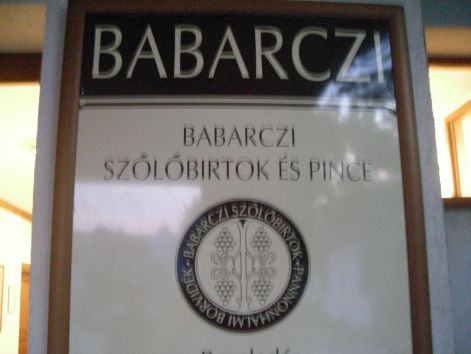 BABARCZI
BABARCZI
SZŐLŐBIRTOK ÉS PINCE
BABARCZI SZŐLŐBIRTOK · PANNONHALMI BORVIDÉK ·